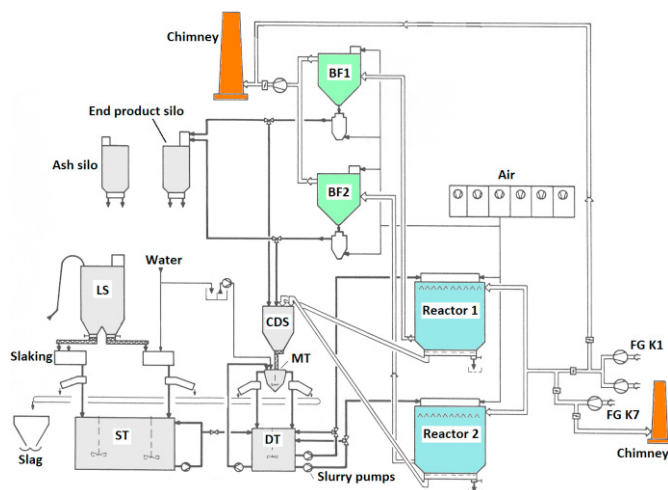 Chimney
BF1
End product silo
Ash silo
BF2
Air
Water
LS
CDS
Reactor 1
MT
FG K1
Slaking
FG K7
ST
DT
Reactor 2
Slag
Slurry pumps
Chimney